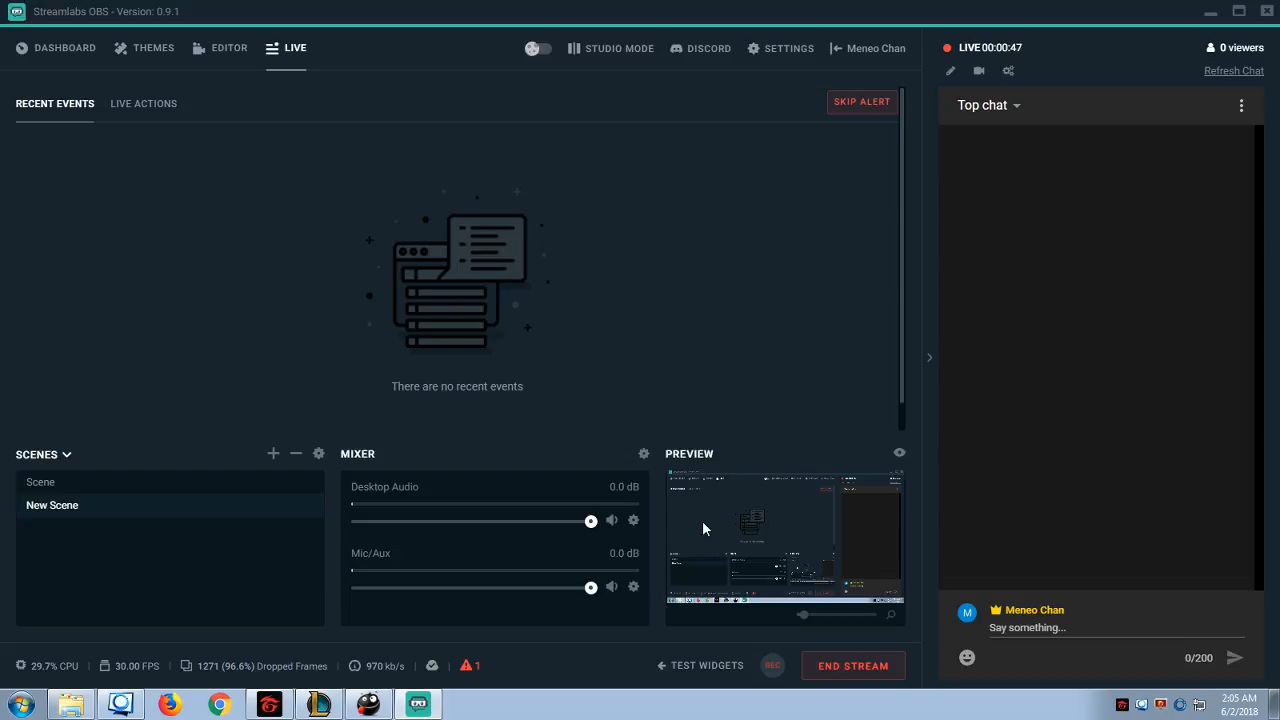 Streamlabs OBS - Version: 0.9.1
DASHBOARD THEMES EDITOR LIVE STUDIO MODE DISCORD SETTINGS Meneo Chan
LIVE 00:00:47 0 viewers
Refresh Chat
RECENT EVENTS LIVE ACTIONS SKIP ALERT
Top chat
There are no recent events
SCENES MIXER PREVIEW
Scene
New Scene
Desktop Audio 0.0 dB
Mic/Aux 0.0 dB
M Meneo Chan
Say something...
0/200
29.7% CPU 30.00 FPS 1271 (96.6%) Dropped Frames 970 kb/s 1 TEST WIDGETS REC END STREAM
2:05 AM
6/2/2018